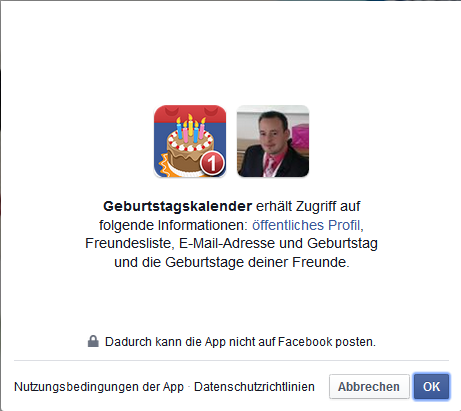 1
Geburtstagskalender erhält Zugriff auf
folgende Informationen: öffentliches Profil,
Freundesliste, E-Mail-Adresse und Geburtstag
und die Geburtstage deiner Freunde.
Dadurch kann die App nicht auf Facebook posten.
Nutzungsbedingungen der App · Datenschutzrichtlinien Abbrechen OK